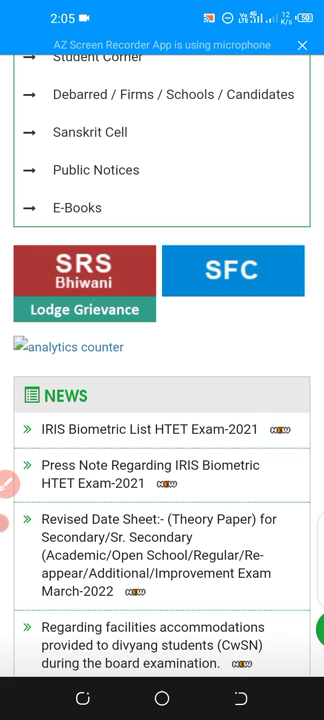 2:05
12
K/s
50
AZ Screen Recorder App is using microphone
Student Corner
Debarred / Firms / Schools / Candidates
Sanskrit Cell
Public Notices
E-Books
SRS
Bhiwani
Lodge Grievance
SFC
analytics counter
NEWS
IRIS Biometric List HTET Exam-2021
Press Note Regarding IRIS Biometric
HTET Exam-2021
Revised Date Sheet:- (Theory Paper) for
Secondary/Sr. Secondary
(Academic/Open School/Regular/Re-
appear/Additional/Improvement Exam
March-2022
Regarding facilities accommodations
provided to divyang students (CwSN)
during the board examination.